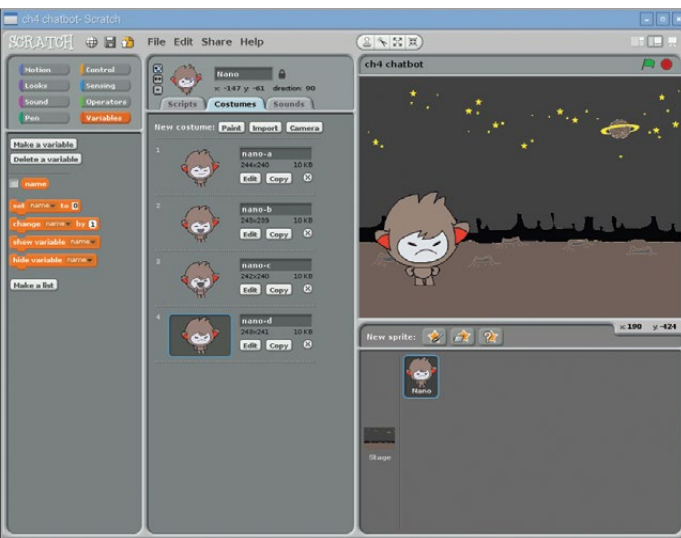 ch4 chatbot- Scratch
SCRATCH File Edit Share Help
Motion Control
Looks Sensing
Sound Operators
Pen Variables
Make a variable
Delete a variable
name
set name to 0
change name by 1
show variable name
hide variable name
Make a list
Nano
x: -147 y: -61 direction: 90
Scripts Costumes Sounds
New costume: Paint Import Camera
1
nano-a
244x240 10 KB
Edit Copy
2
nano-b
10 KB
Edit Copy
3
nano-c
242x240 10 KB
Edit Copy
4
nano-d
10 KB
Edit Copy
ch4 chatbot
x: 190 y: -424
New sprite:
Nano
Stage